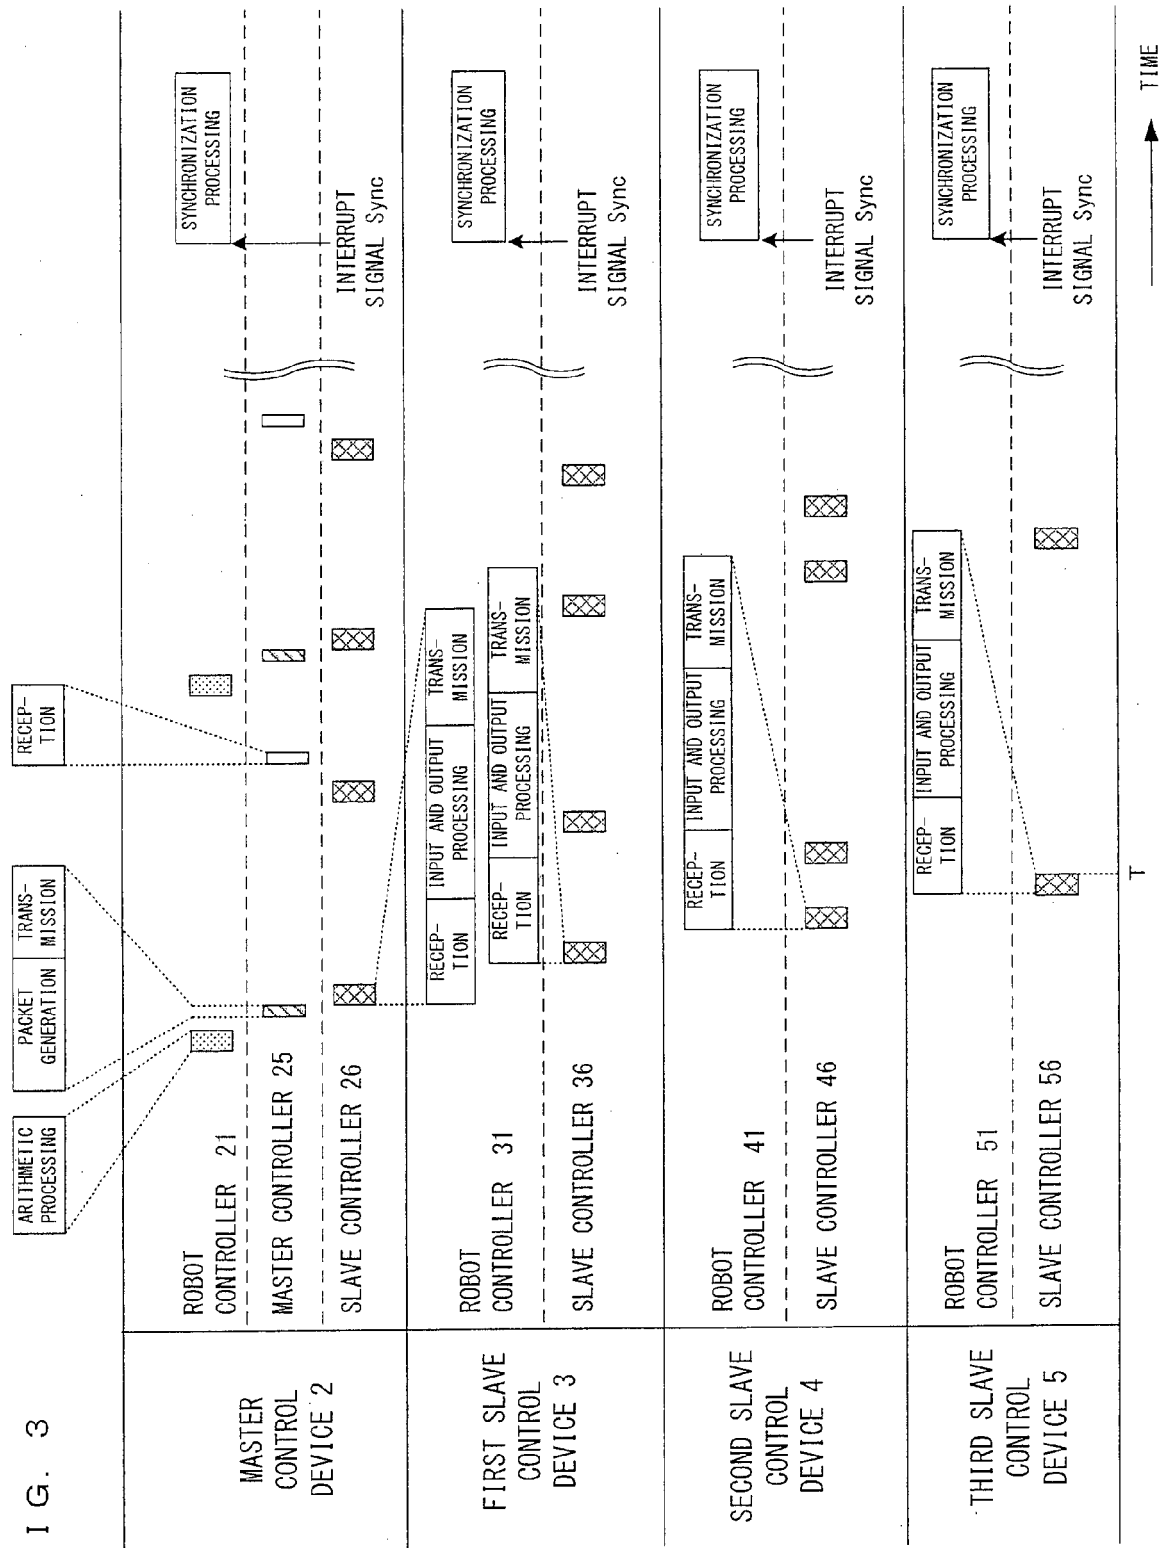 I G. 3
ARITHMETIC
PROCESSING
PACKET
GENERATION
TRANS-
MISSION
RECEP-
TION
MASTER
CONTROL
DEVICE 2
ROBOT
CONTROLLER 21
MASTER CONTROLLER 25
SLAVE CONTROLLER 26
SYNCHRONIZATION
PROCESSING
INTERRUPT
SIGNAL Sync
FIRST SLAVE
CONTROL
DEVICE 3
ROBOT
CONTROLLER 31
SLAVE CONTROLLER 36
RECEP-
TION
INPUT AND OUTPUT
PROCESSING
TRANS-
MISSION
RECEP-
TION
INPUT AND OUTPUT
PROCESSING
TRANS-
MISSION
SYNCHRONIZATION
PROCESSING
INTERRUPT
SIGNAL Sync
SECOND SLAVE
CONTROL
DEVICE 4
ROBOT
CONTROLLER 41
SLAVE CONTROLLER 46
RECEP-
TION
INPUT AND OUTPUT
PROCESSING
TRANS-
MISSION
SYNCHRONIZATION
PROCESSING
INTERRUPT
SIGNAL Sync
THIRD SLAVE
CONTROL
DEVICE 5
ROBOT
CONTROLLER 51
SLAVE CONTROLLER 56
RECEP-
TION
INPUT AND OUTPUT
PROCESSING
TRANS-
MISSION
SYNCHRONIZATION
PROCESSING
INTERRUPT
SIGNAL Sync
T
TIME